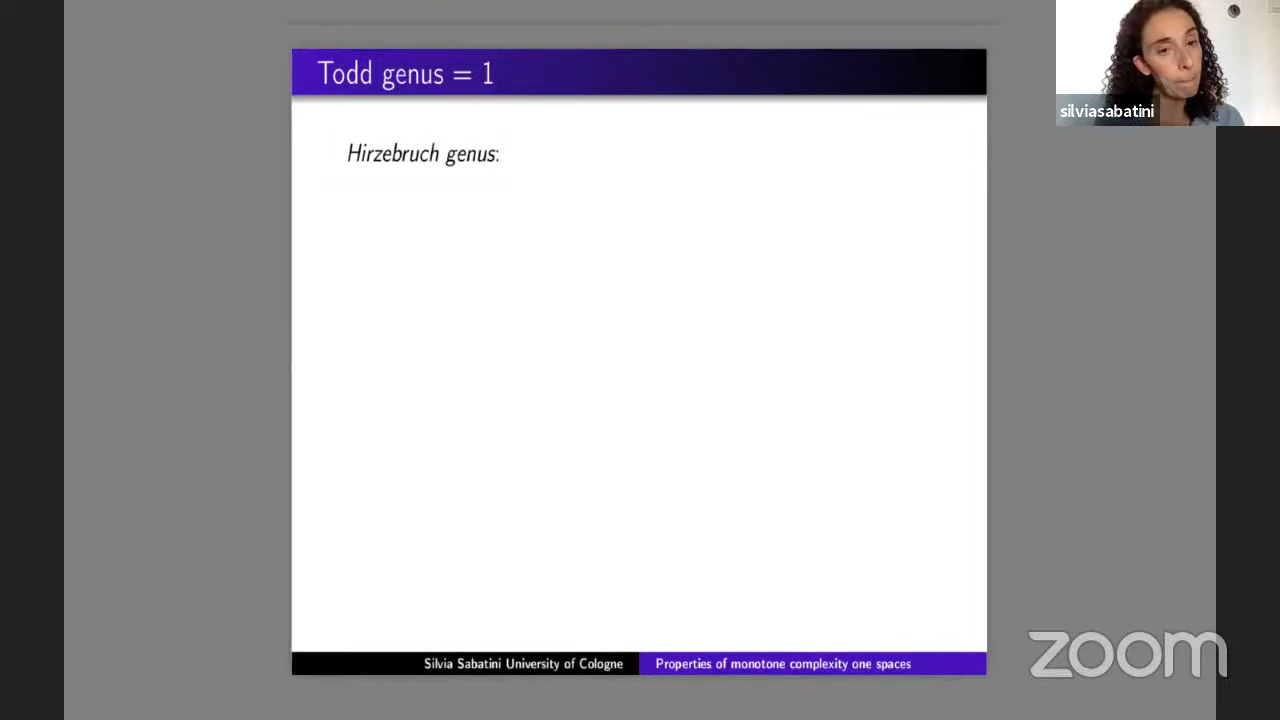 Todd genus = 1
silviasabatini
Hirzebruch genus:
Silvia Sabatini University of Cologne
Properties of monotone complexity one spaces
zoom